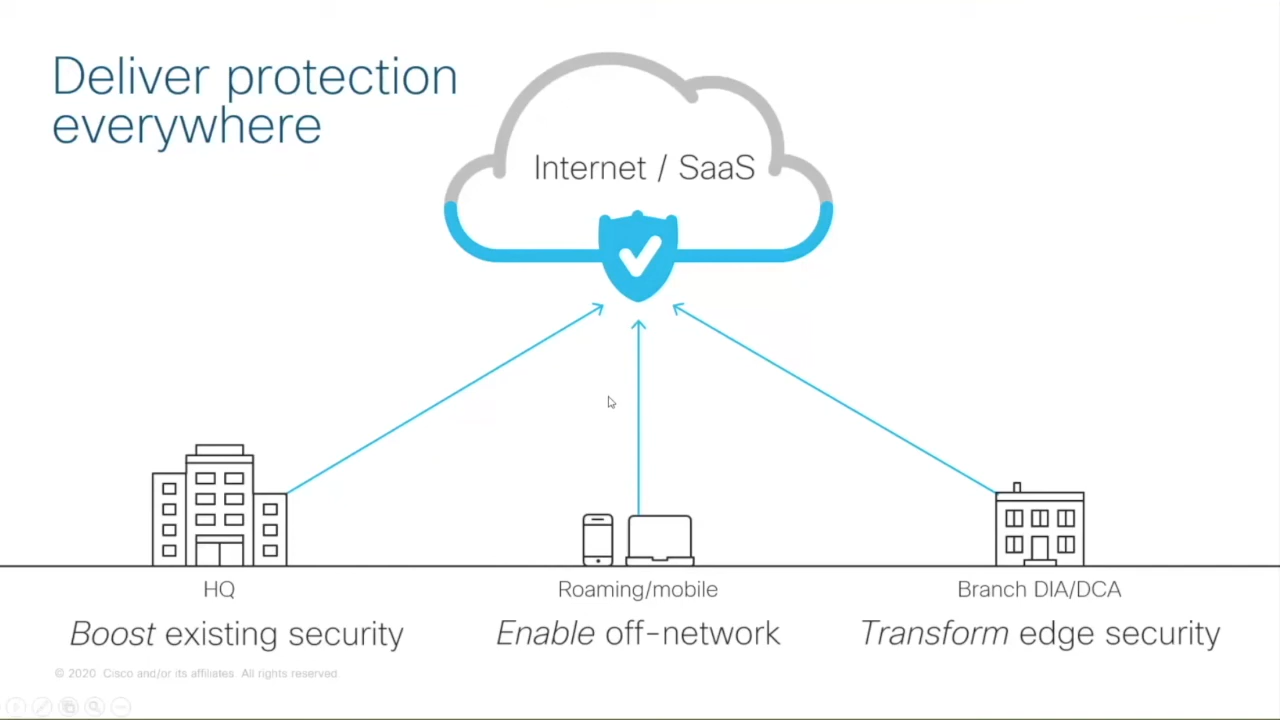 Deliver protection
everywhere
Internet / SaaS
HQ
Roaming/mobile
Branch DIA/DCA
Boost existing security
Enable off-network
Transform edge security
© 2020 Cisco and/or its affiliates. All rights reserved.